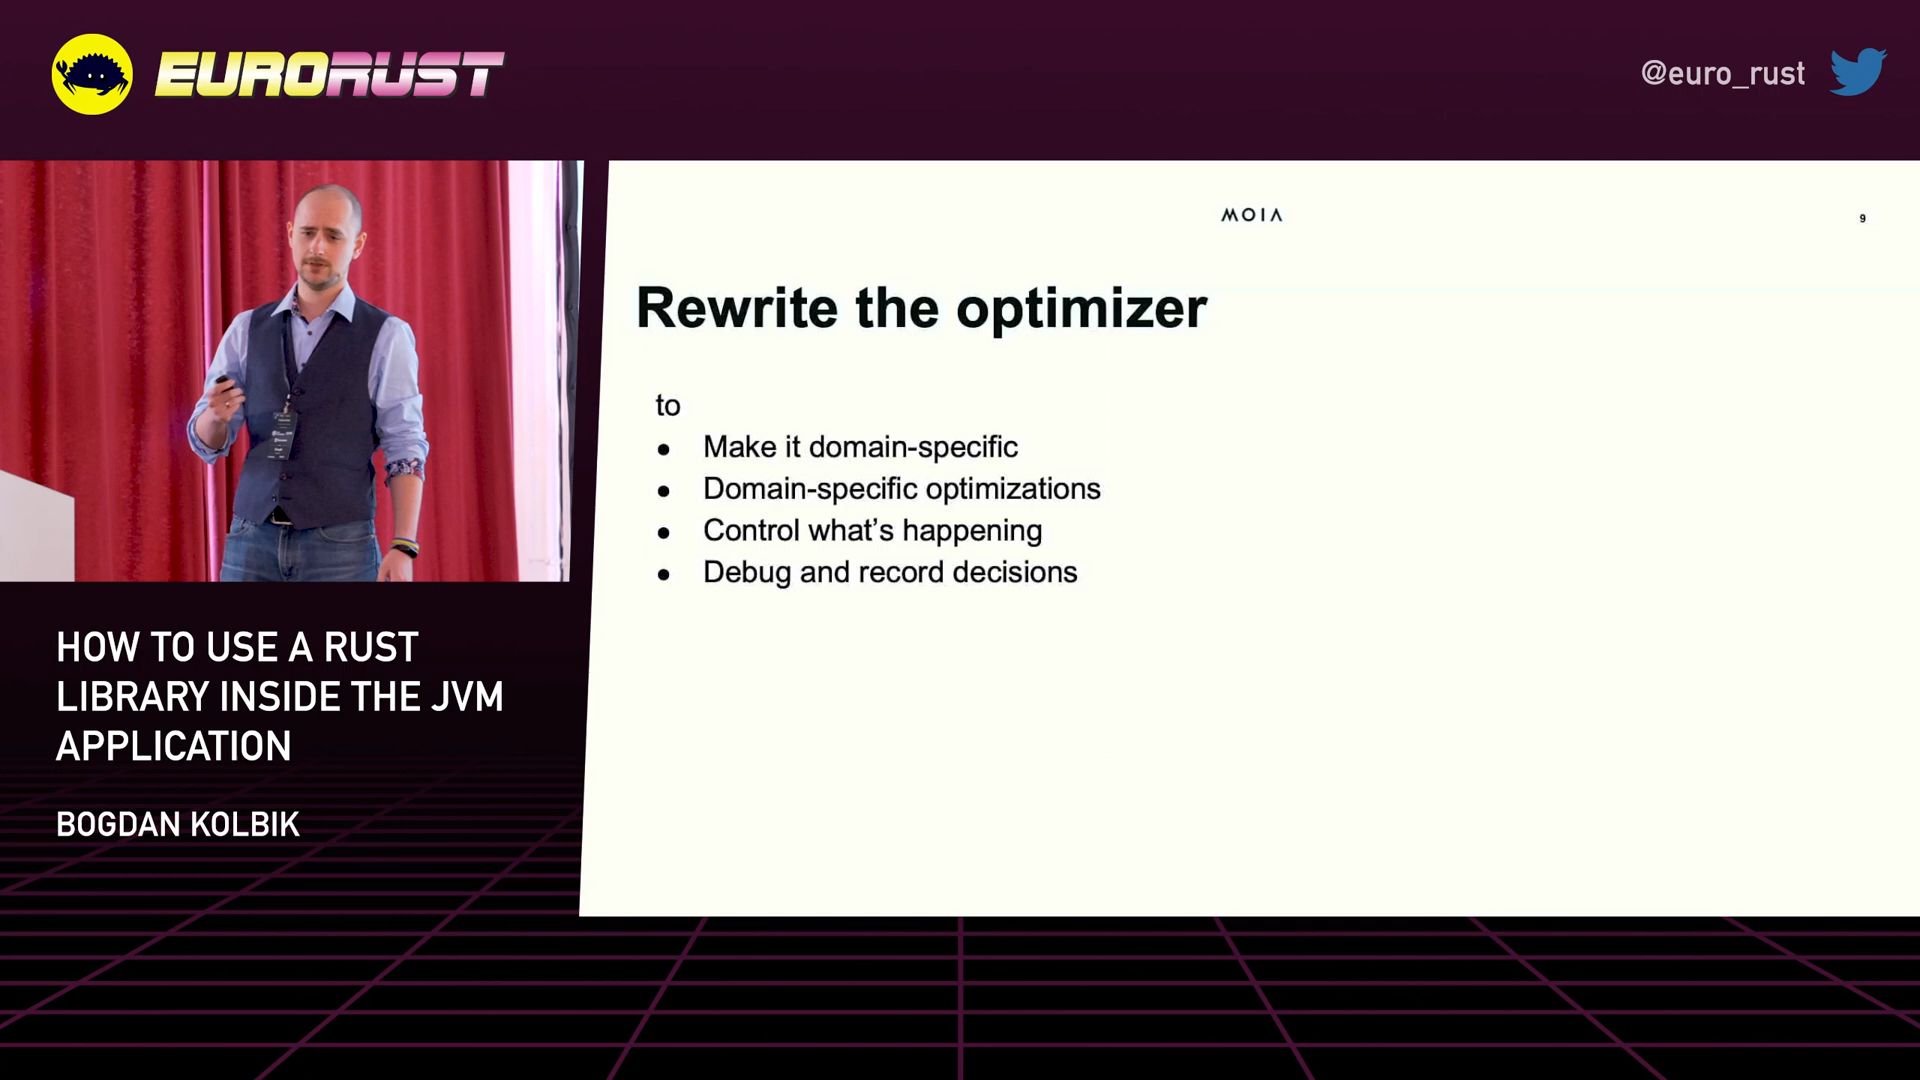 EURORUST
@euro_rust
MOIA
9
Rewrite the optimizer
to
● Make it domain-specific
● Domain-specific optimizations
● Control what’s happening
● Debug and record decisions
HOW TO USE A RUST
LIBRARY INSIDE THE JVM
APPLICATION
BOGDAN KOLBIK